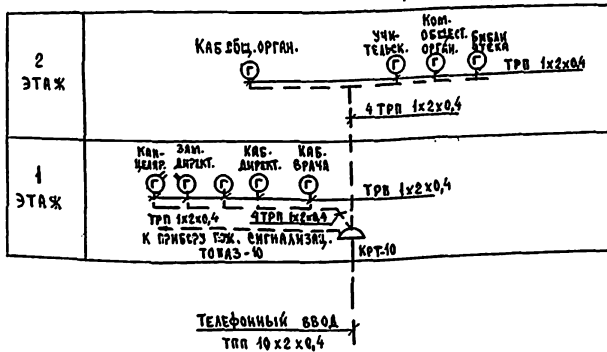 2
ЭТАЖ
КАБ.ОБЩ.ОРГАН.
УЧИ-
ТЕЛЬСК.
КОМ.
ОБЩЕСТ.
ОРГАН.
БИБЛИ
ОТЕКА
Г Г Г Г
ТРП 1х2х0,4
4 ТРП 1х2х0,4
1
ЭТАЖ
КАН-
ЦЕЛЯР.
ЗАМ.
ДИРЕКТ.
КАБ.
ДИРЕКТ.
КАБ.
ВРАЧА
Г Г Г Г Г
ТРВ 1х2х0,4
ТРП 1х2х0,4
4ТРП 1х2х0,4
К ПРИБОРУ ПОЖ. СИГНАЛИЗАЦ.
ТОПАЗ-10
КРТ-10
ТЕЛЕФОННЫЙ ВВОД
ТПП 10х2х0,4